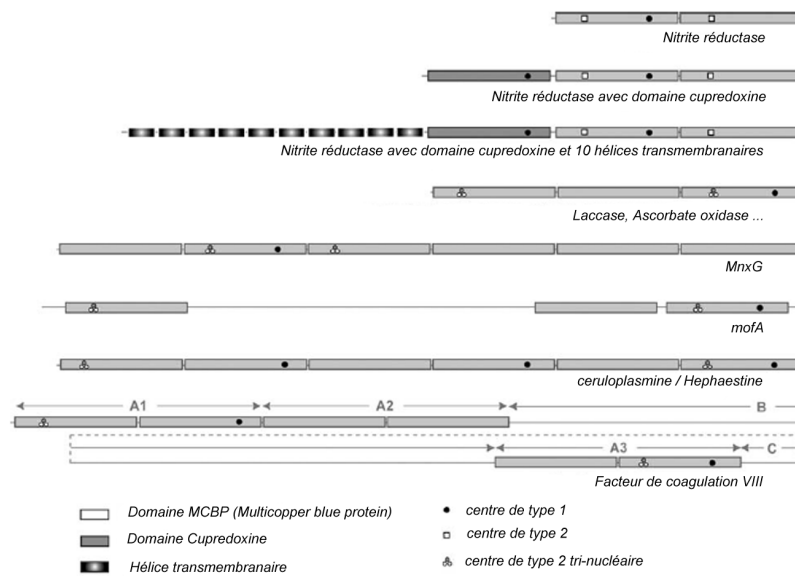 Nitrite réductase
Nitrite réductase avec domaine cupredoxine
Nitrite réductase avec domaine cupredoxine et 10 hélices transmembranaires
Laccase, Ascorbate oxidase ...
MnxG
mofA
ceruloplasmine / Hephaestine
A1 A2 B
A3 C
Facteur de coagulation VIII
Domaine MCBP (Multicopper blue protein)
Domaine Cupredoxine
Hélice transmembranaire
centre de type 1
centre de type 2
centre de type 2 tri-nucléaire